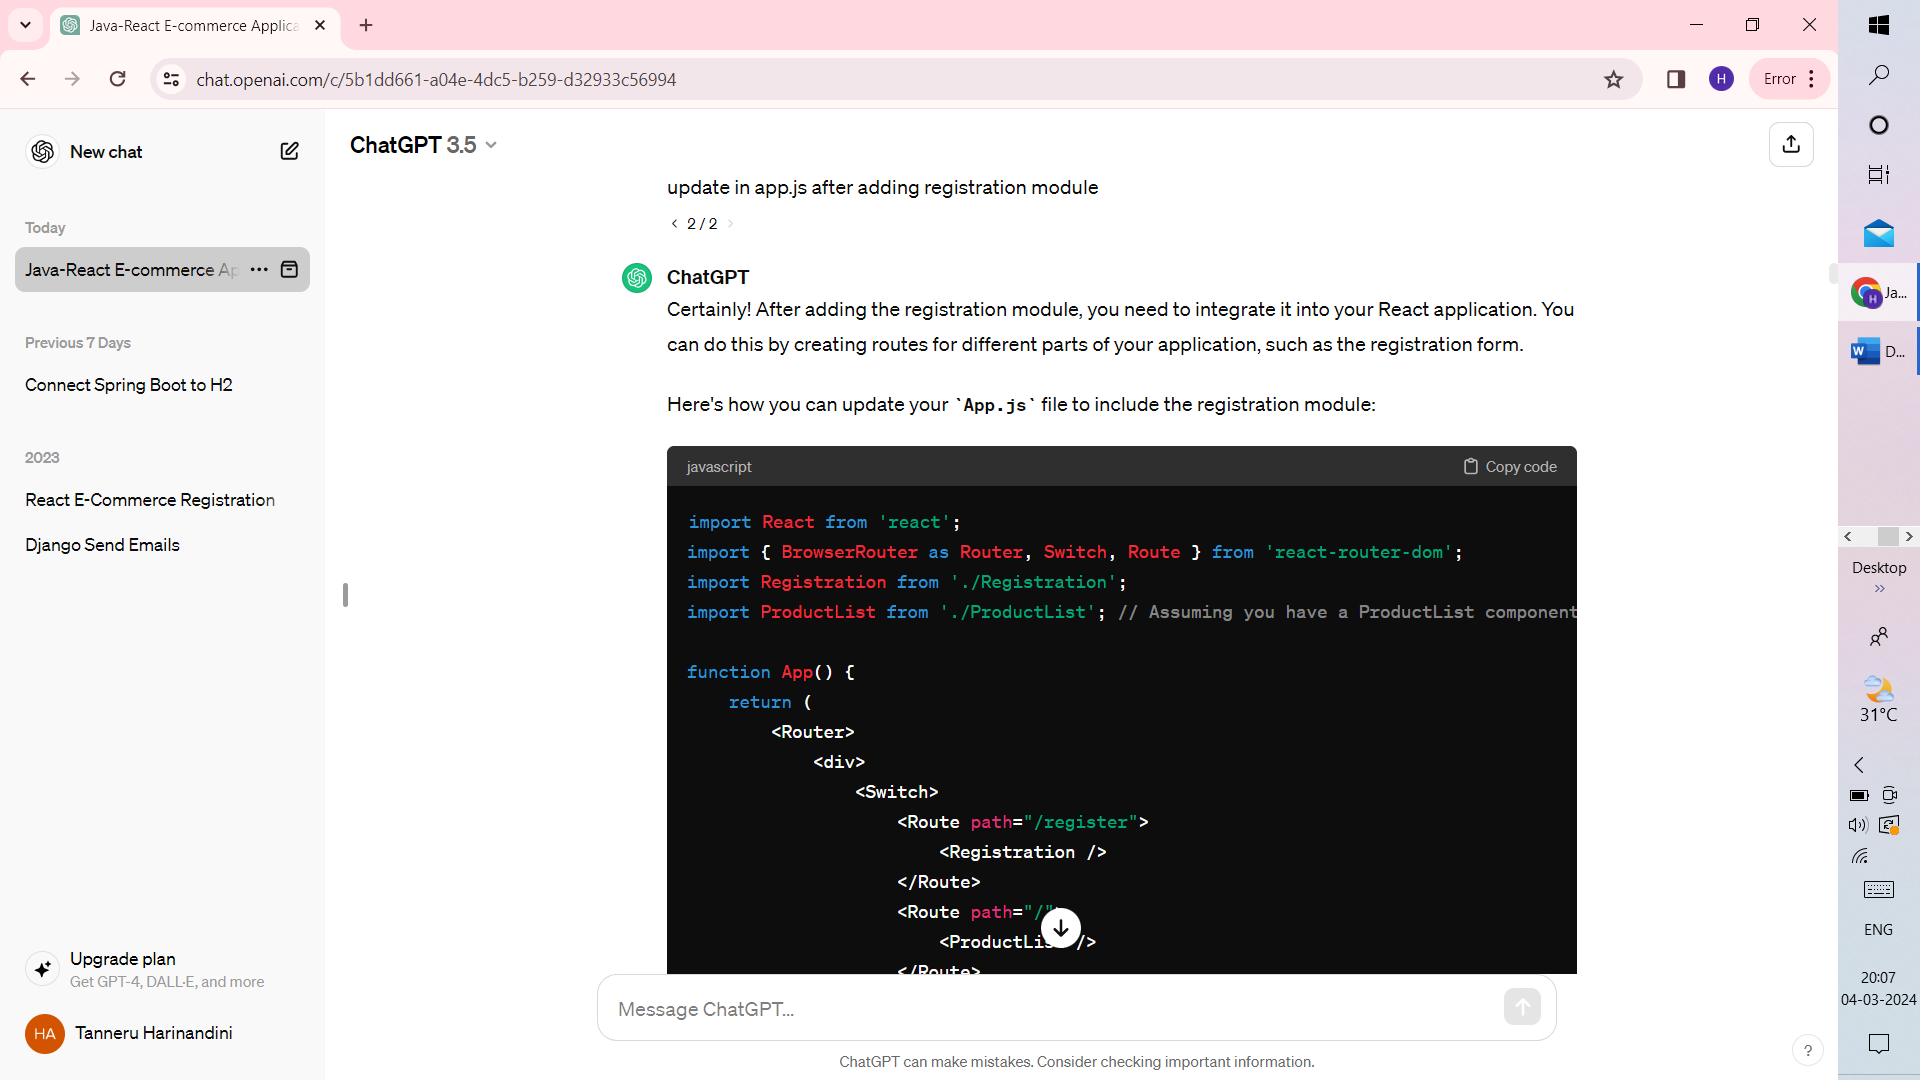 Java-React E-commerce Applica
chat.openai.com/c/5b1dd661-a04e-4dc5-b259-d32933c56994
H
Error
New chat
Today
Java-React E-commerce Ap
Previous 7 Days
Connect Spring Boot to H2
2023
React E-Commerce Registration
Django Send Emails
Upgrade plan
Get GPT-4, DALL·E, and more
HA
Tanneru Harinandini
ChatGPT 3.5
update in app.js after adding registration module
< 2 / 2 >
ChatGPT
Certainly! After adding the registration module, you need to integrate it into your React application. You
can do this by creating routes for different parts of your application, such as the registration form.
Here's how you can update your `App.js` file to include the registration module:
javascript
Copy code
import React from 'react';
import { BrowserRouter as Router, Switch, Route } from 'react-router-dom';
import Registration from './Registration';
import ProductList from './ProductList'; // Assuming you have a ProductList component
function App() {
return (
<Router>
<div>
<Switch>
<Route path="/register">
<Registration />
</Route>
<Route path="/"
<ProductLis />
</Route>
Message ChatGPT...
ChatGPT can make mistakes. Consider checking important information.
?
H
Ja...
W
D...
Desktop
31°C
ENG
20:07
04-03-2024